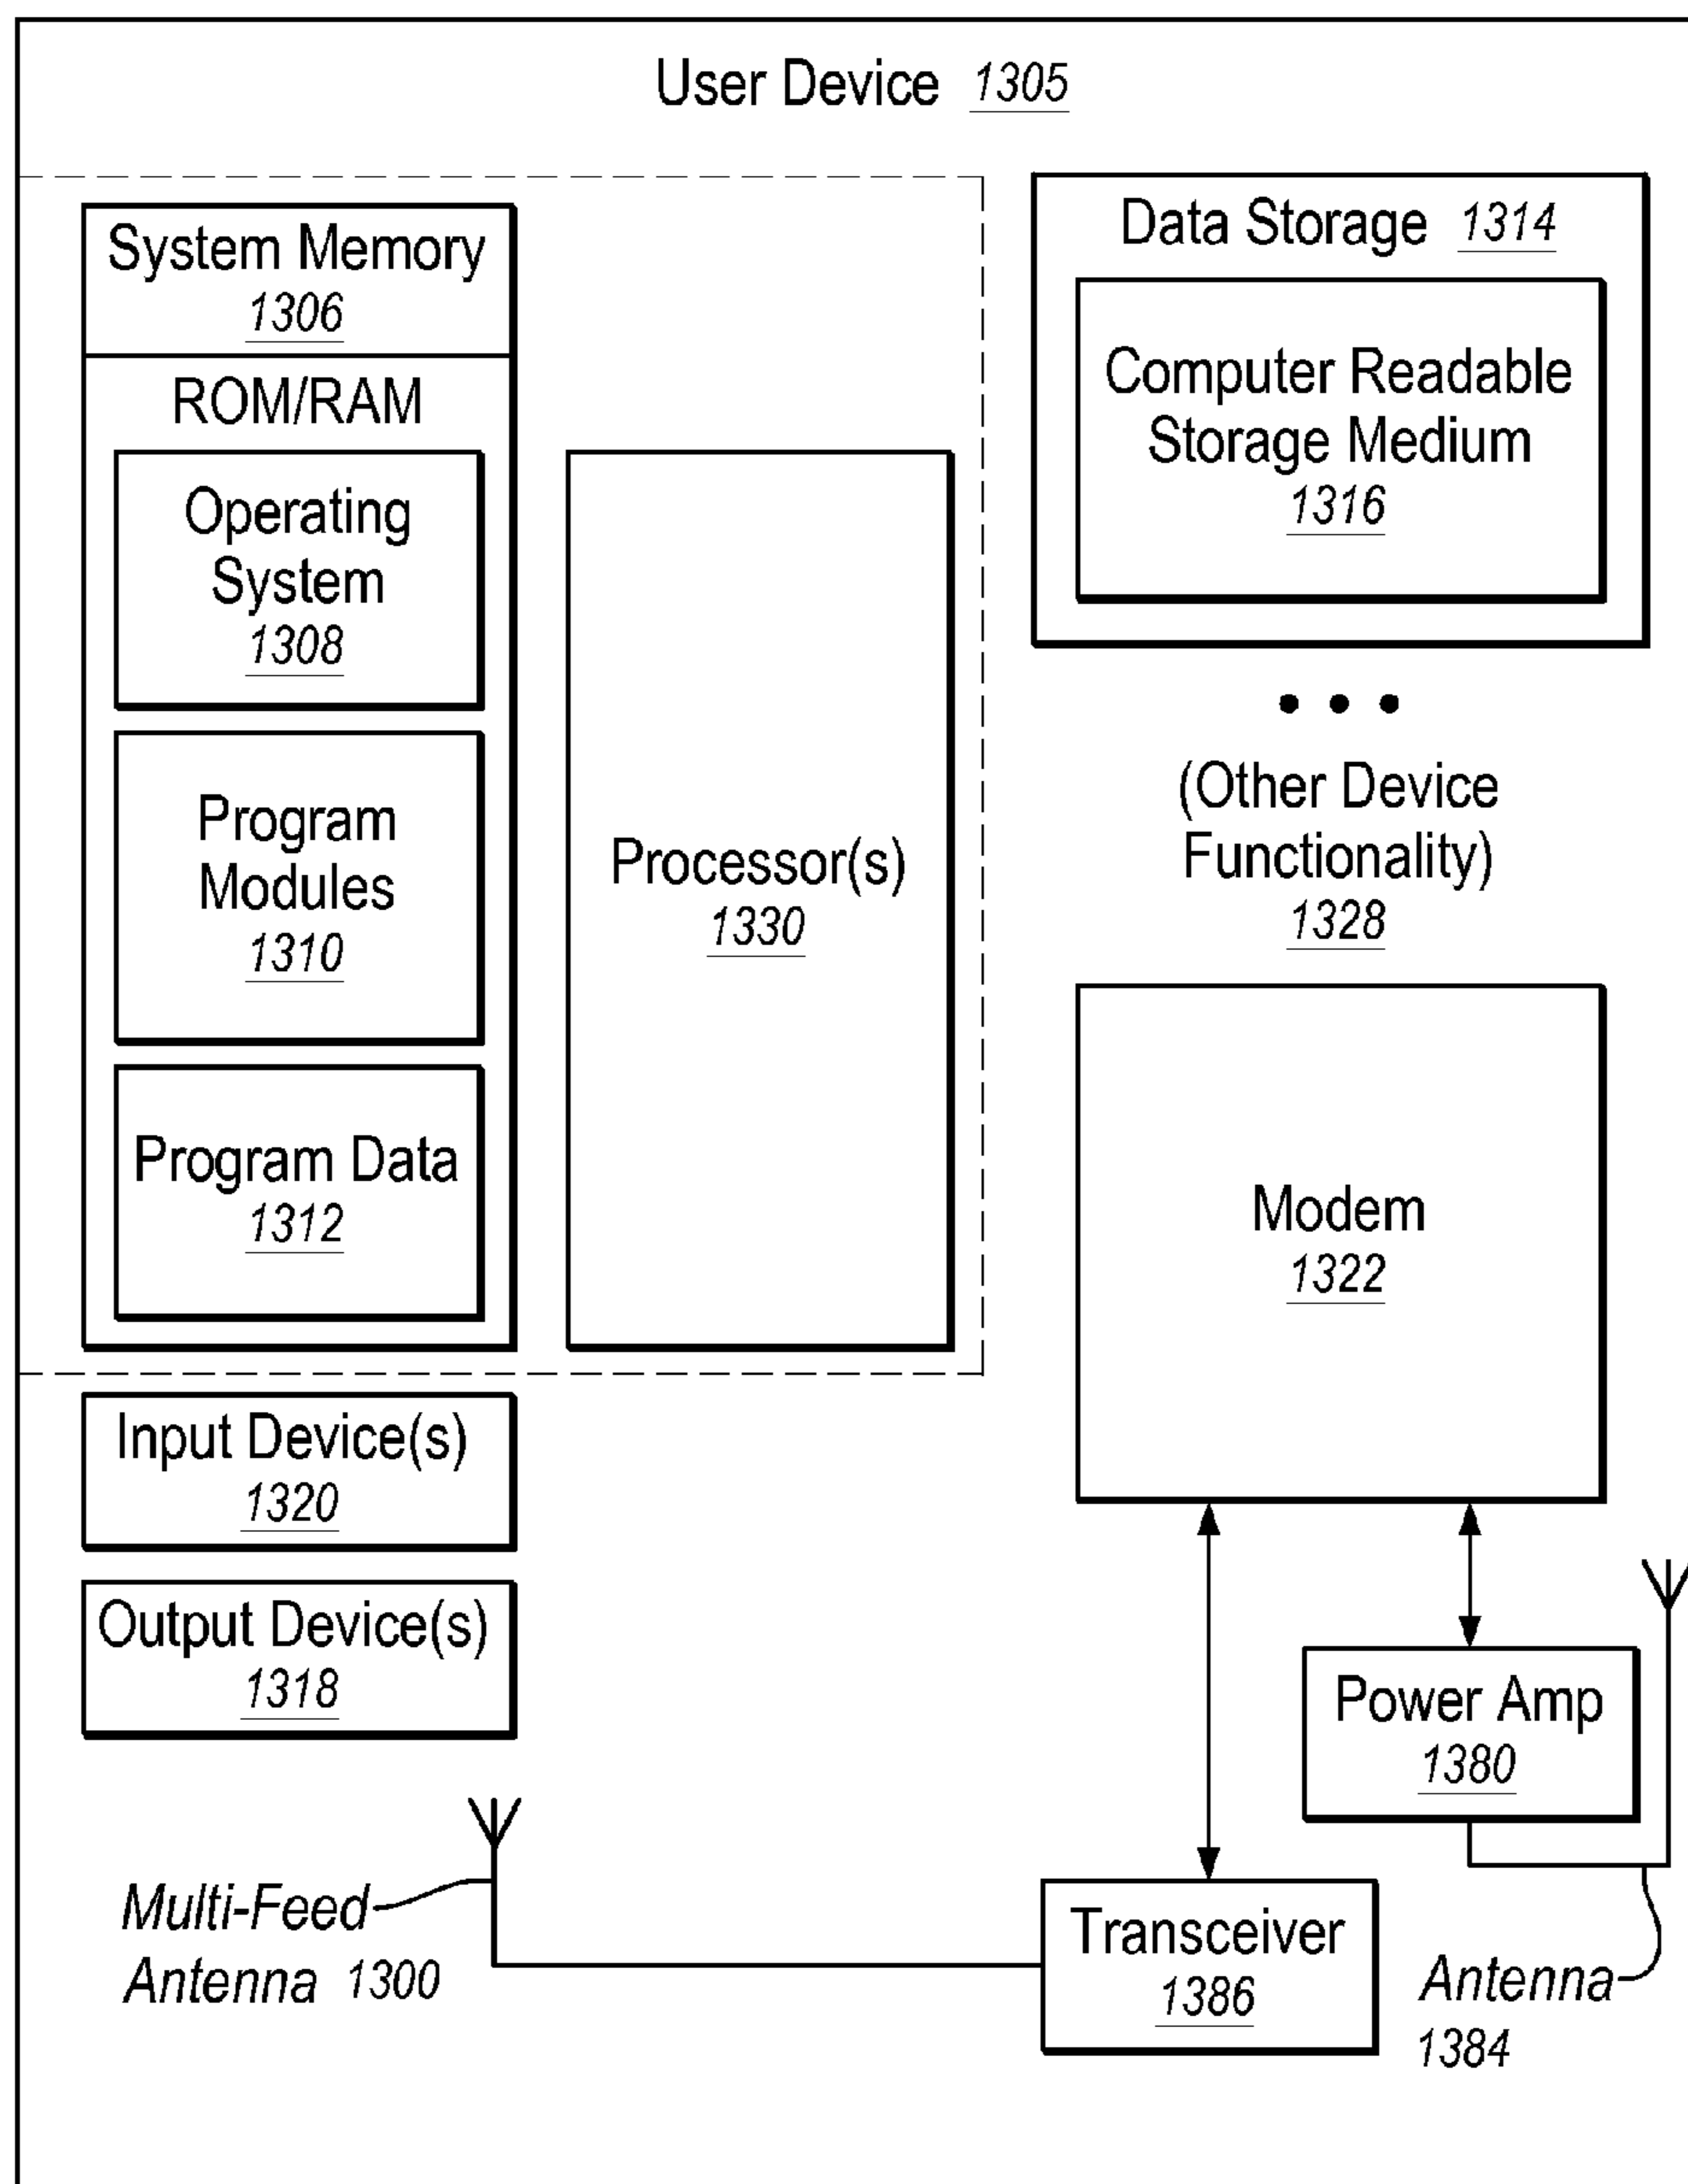 User Device 1305
System Memory
1306
ROM/RAM
Operating
System
1308
Program
Modules
1310
Program Data
1312
Processor(s)
1330
Data Storage 1314
Computer Readable
Storage Medium
1316
• • •
(Other Device
Functionality)
1328
Modem
1322
Input Device(s)
1320
Output Device(s)
1318
Power Amp
1380
Multi-Feed
Antenna 1300
Transceiver
1386
Antenna
1384